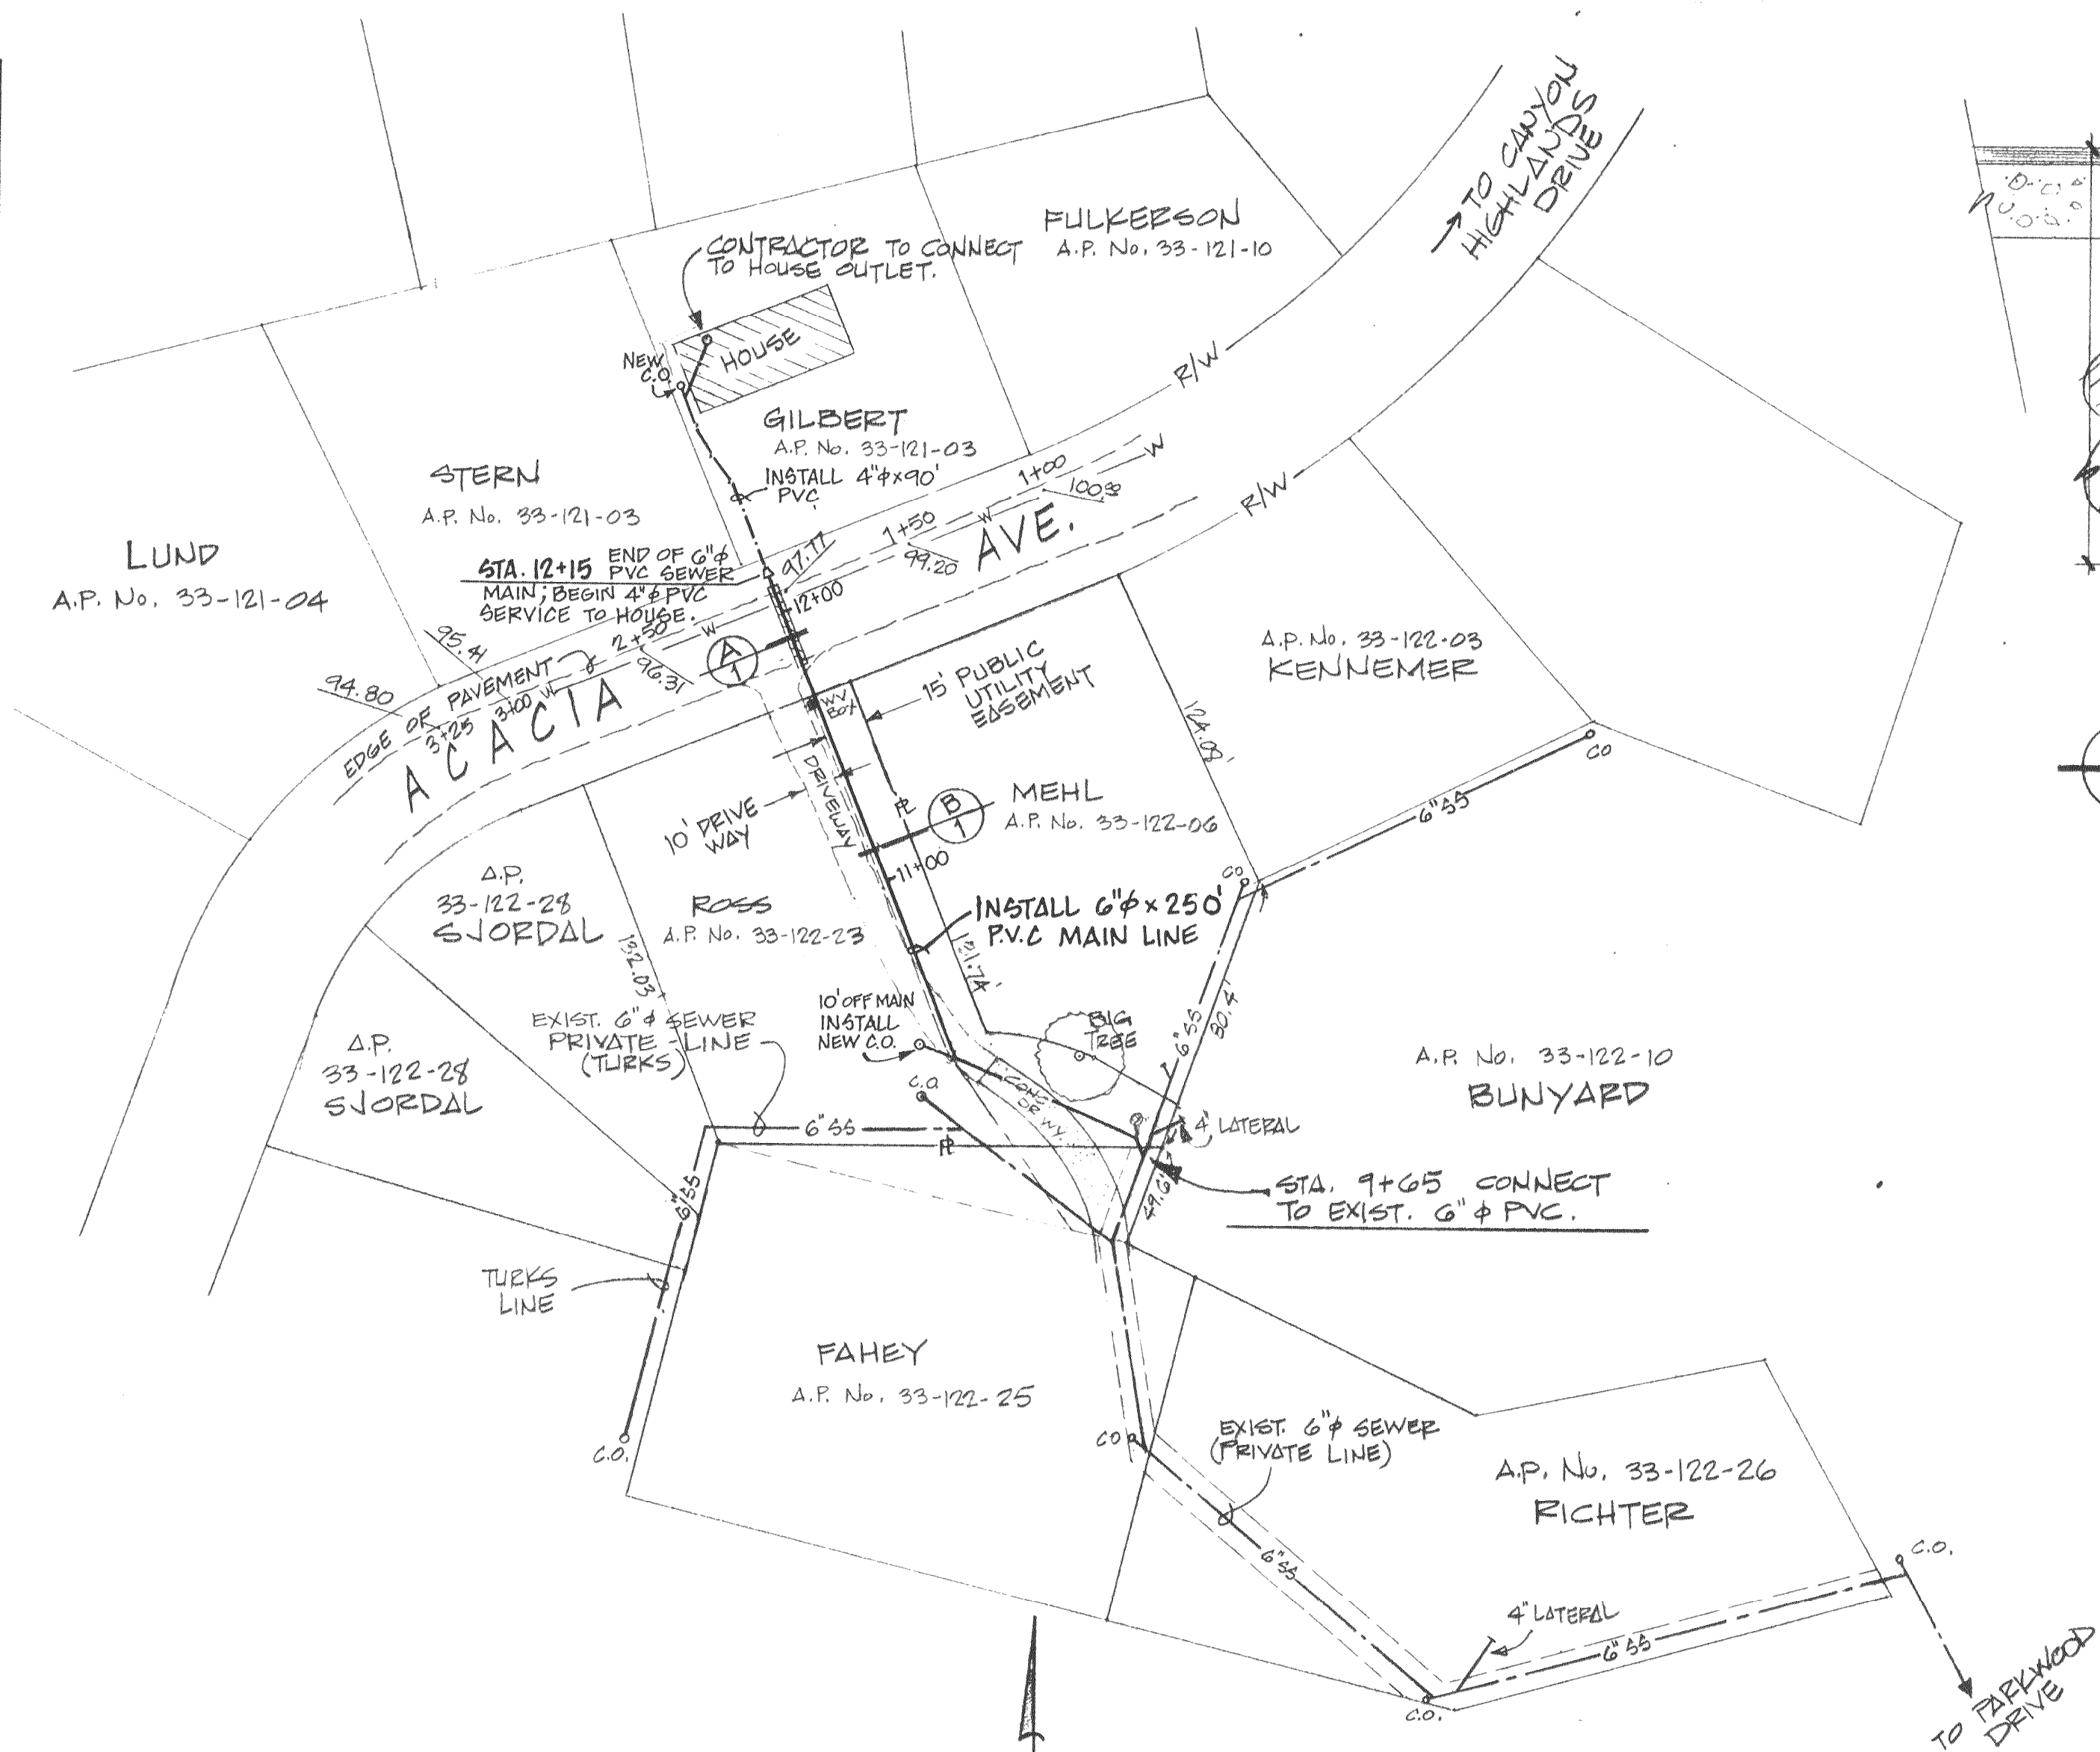 → TO CANYON
HIGHLANDS
DRIVE
FULKERSON
A.P. No. 33-121-10
CONTRACTOR TO CONNECT
TO HOUSE OUTLET.
HOUSE
NEW
C.O.
GILBERT
A.P. No. 33-121-03
INSTALL 4"φx90'
PVC
STERN
A.P. No. 33-121-03
LUND
A.P. No. 33-121-04
STA. 12+15 END OF 6"φ
PVC SEWER
MAIN; BEGIN 4"φ PVC
SERVICE TO HOUSE.
R/W
R/W
1+00
W
1+50
W
99.20
97.77
12+00
AVE.
ACACIA
2+50
W
96.31
95.41
94.80
EDGE OF PAVEMENT
3+00
W
3+25
A
1
WV
BOX
15' PUBLIC
UTILITY
EASEMENT
A.P. No. 33-122-03
KENNEMER
124.08'
CO
6"SS
DRIVEWAY
10' DRIVE
WAY
PL
B
1
MEHL
A.P. No. 33-122-06
11+00
CO
A.P.
33-122-28
SJORDAL
ROSS
A.P. No. 33-122-23
132.03'
INSTALL 6"φ x 250'
P.V.C MAIN LINE
121.74'
6"SS
80.4'
10' OFF MAIN
INSTALL
NEW C.O.
EXIST. 6"φ SEWER
PRIVATE LINE
(TURKS)
BIG
TREE
A.P.
33-122-28
SJORDAL
A.P. No. 33-122-10
BUNYARD
C.O.
CONC
DR WY.
6"SS
PL
4" LATERAL
STA. 9+65 CONNECT
TO EXIST. 6"φ PVC.
49.6'
6"SS
TURKS
LINE
FAHEY
A.P. No. 33-122-25
C.O.
CO
EXIST. 6"φ SEWER
(PRIVATE LINE)
A.P. No. 33-122-26
RICHTER
6"SS
C.O.
4" LATERAL
6"SS
C.O.
TO PARKWOOD
DRIVE